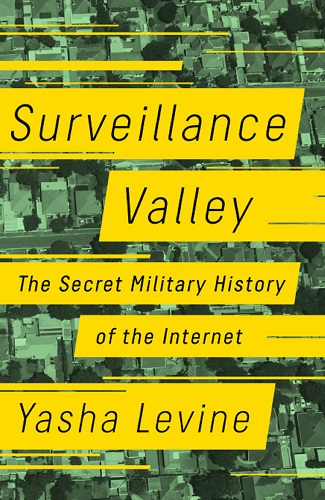 Surveillance
Valley
The Secret Military History
of the Internet
Yasha Levine